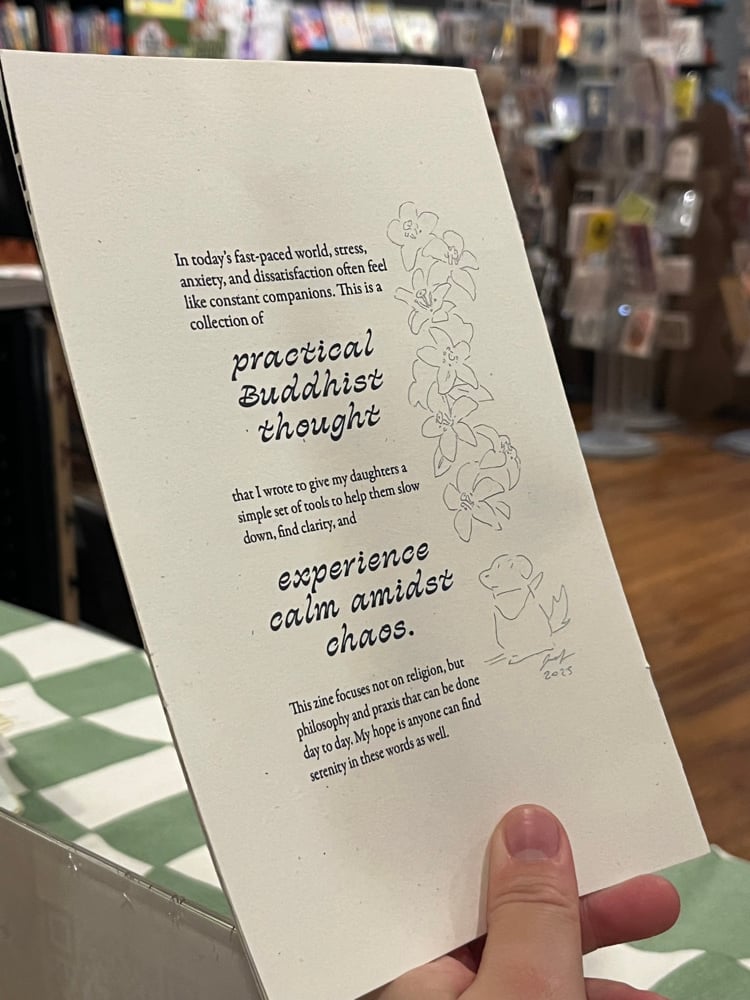 In today's fast-paced world, stress,
anxiety, and dissatisfaction often feel
like constant companions. This is a
collection of
practical
Buddhist
thought
that I wrote to give my daughters a
simple set of tools to help them slow
down, find clarity, and
experience
calm amidst
chaos.
This zine focuses not on religion, but
philosophy and praxis that can be done
day to day. My hope is anyone can find
serenity in these words as well.
2025